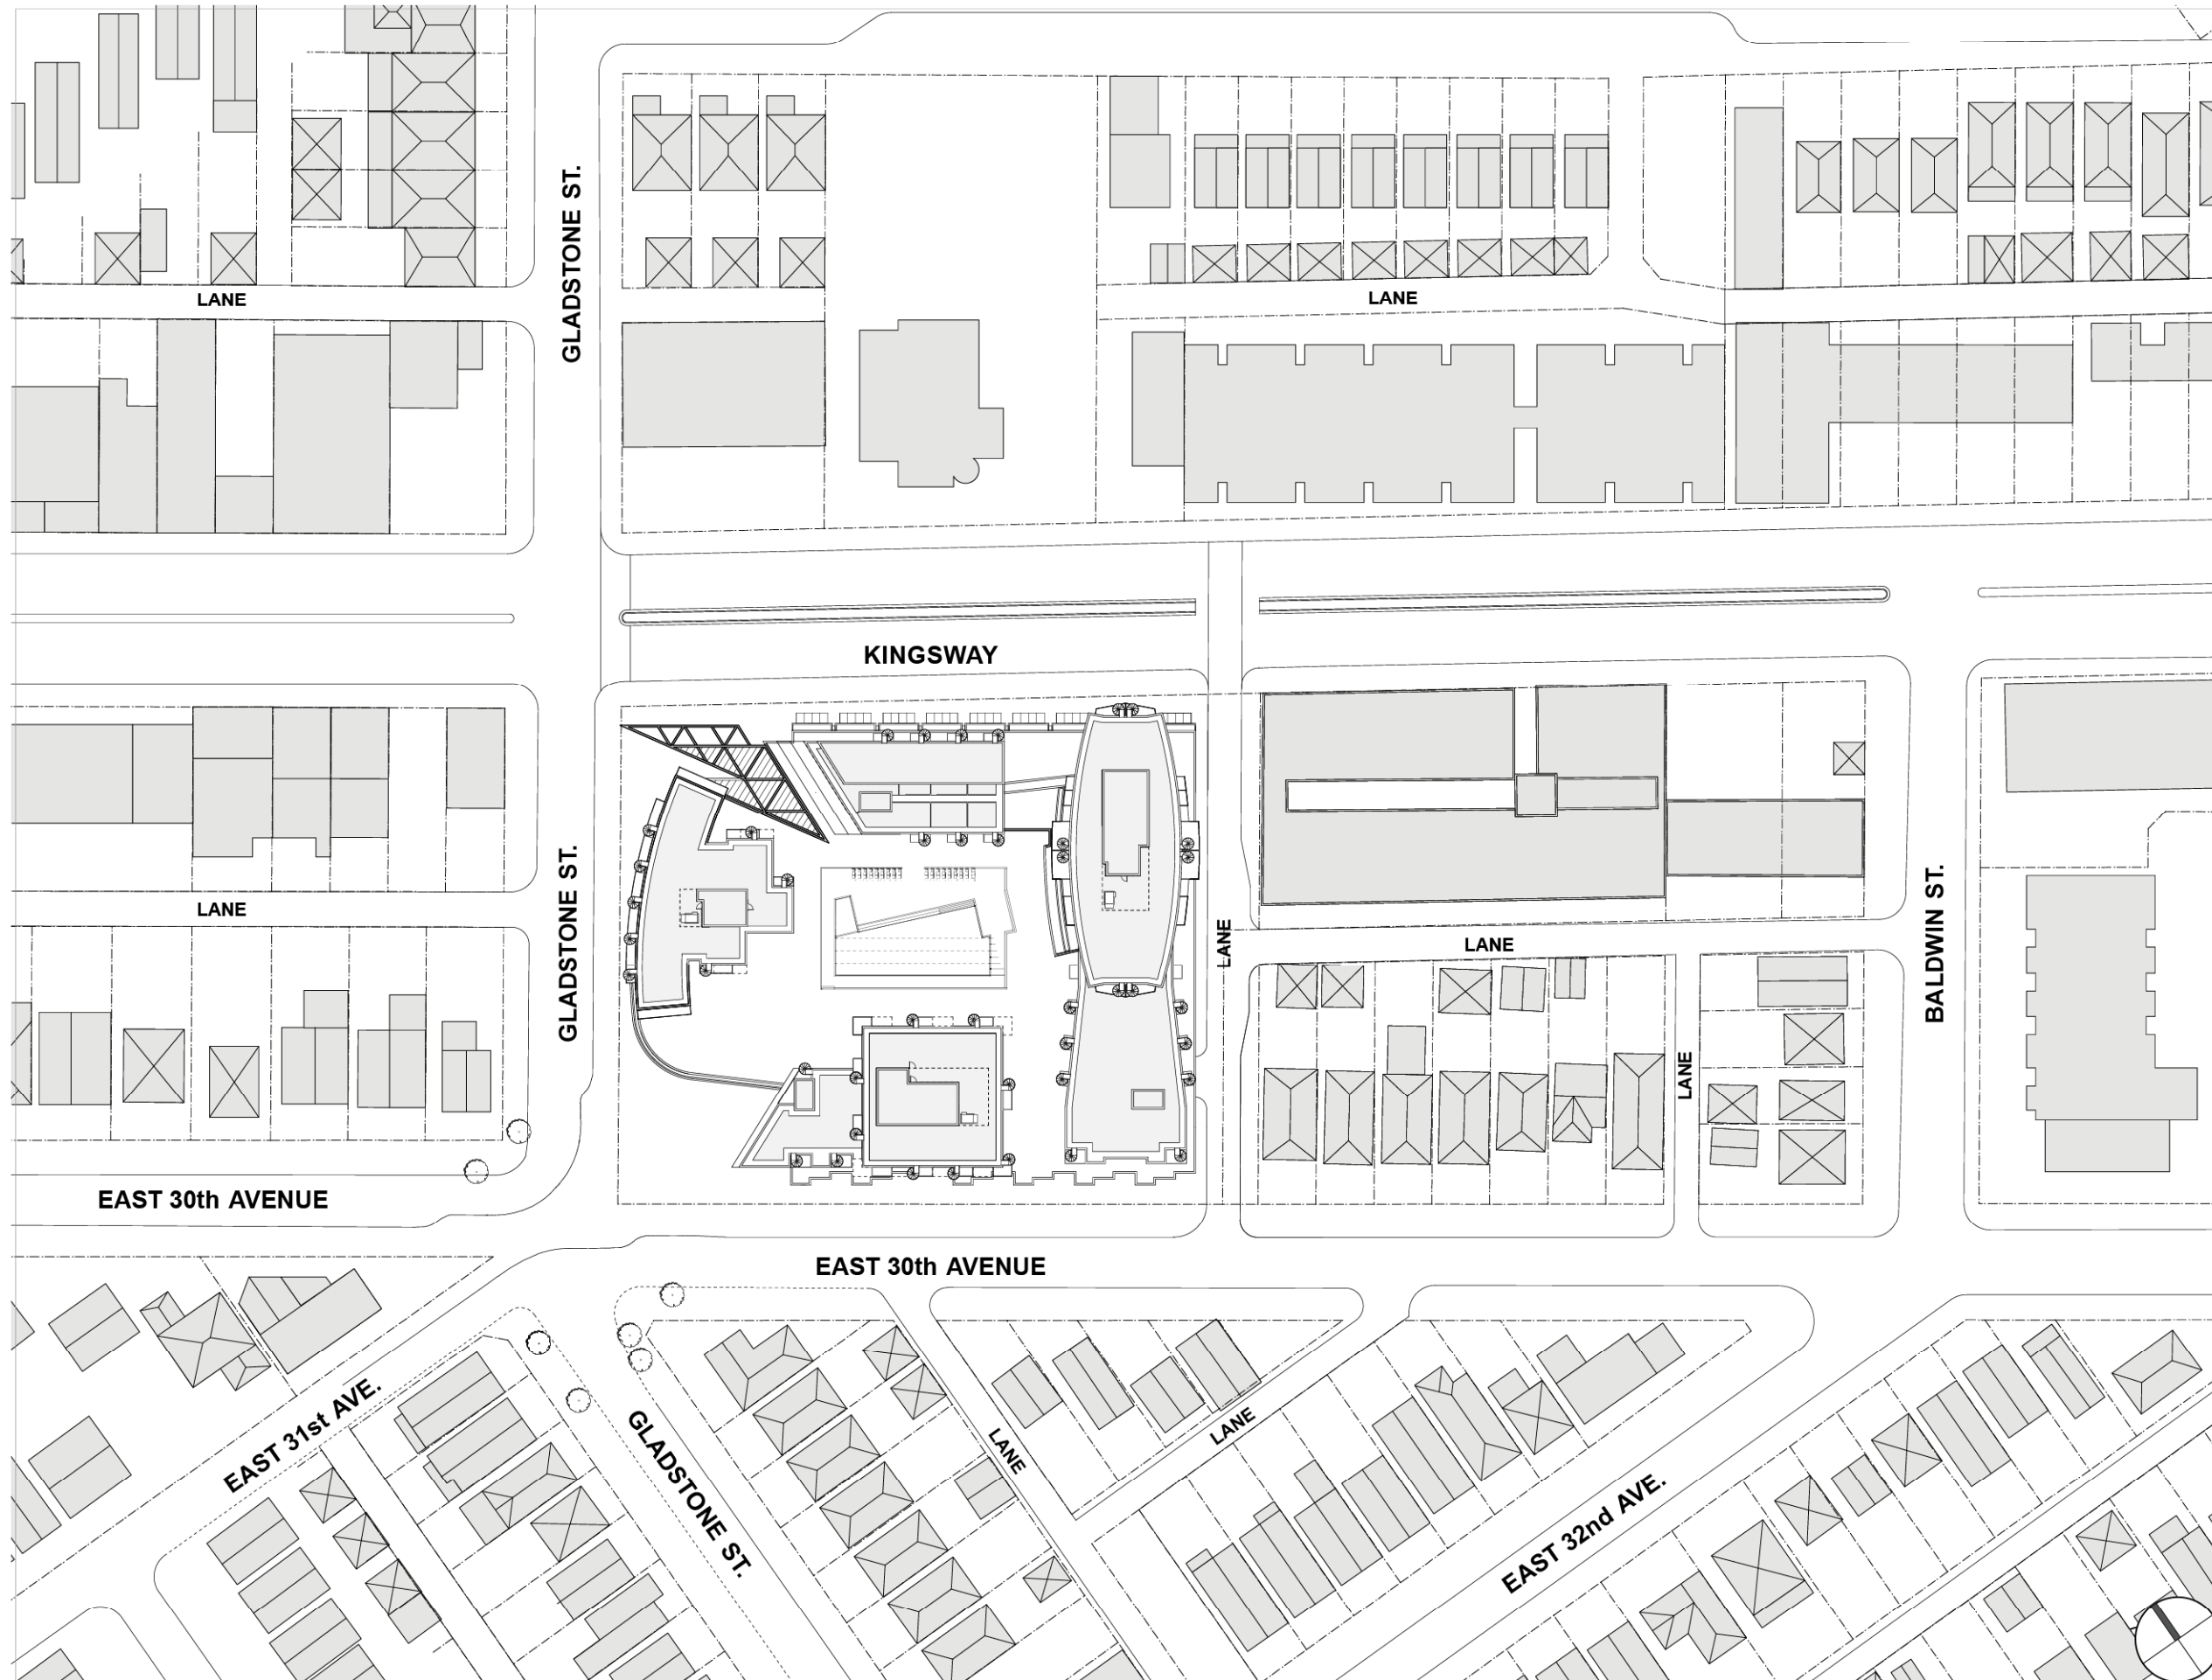 GLADSTONE ST.
LANE
LANE
KINGSWAY
GLADSTONE ST.
LANE
LANE
LANE
BALDWIN ST.
LANE
EAST 30th AVENUE
EAST 30th AVENUE
EAST 31st AVE.
GLADSTONE ST.
LANE
LANE
EAST 32nd AVE.